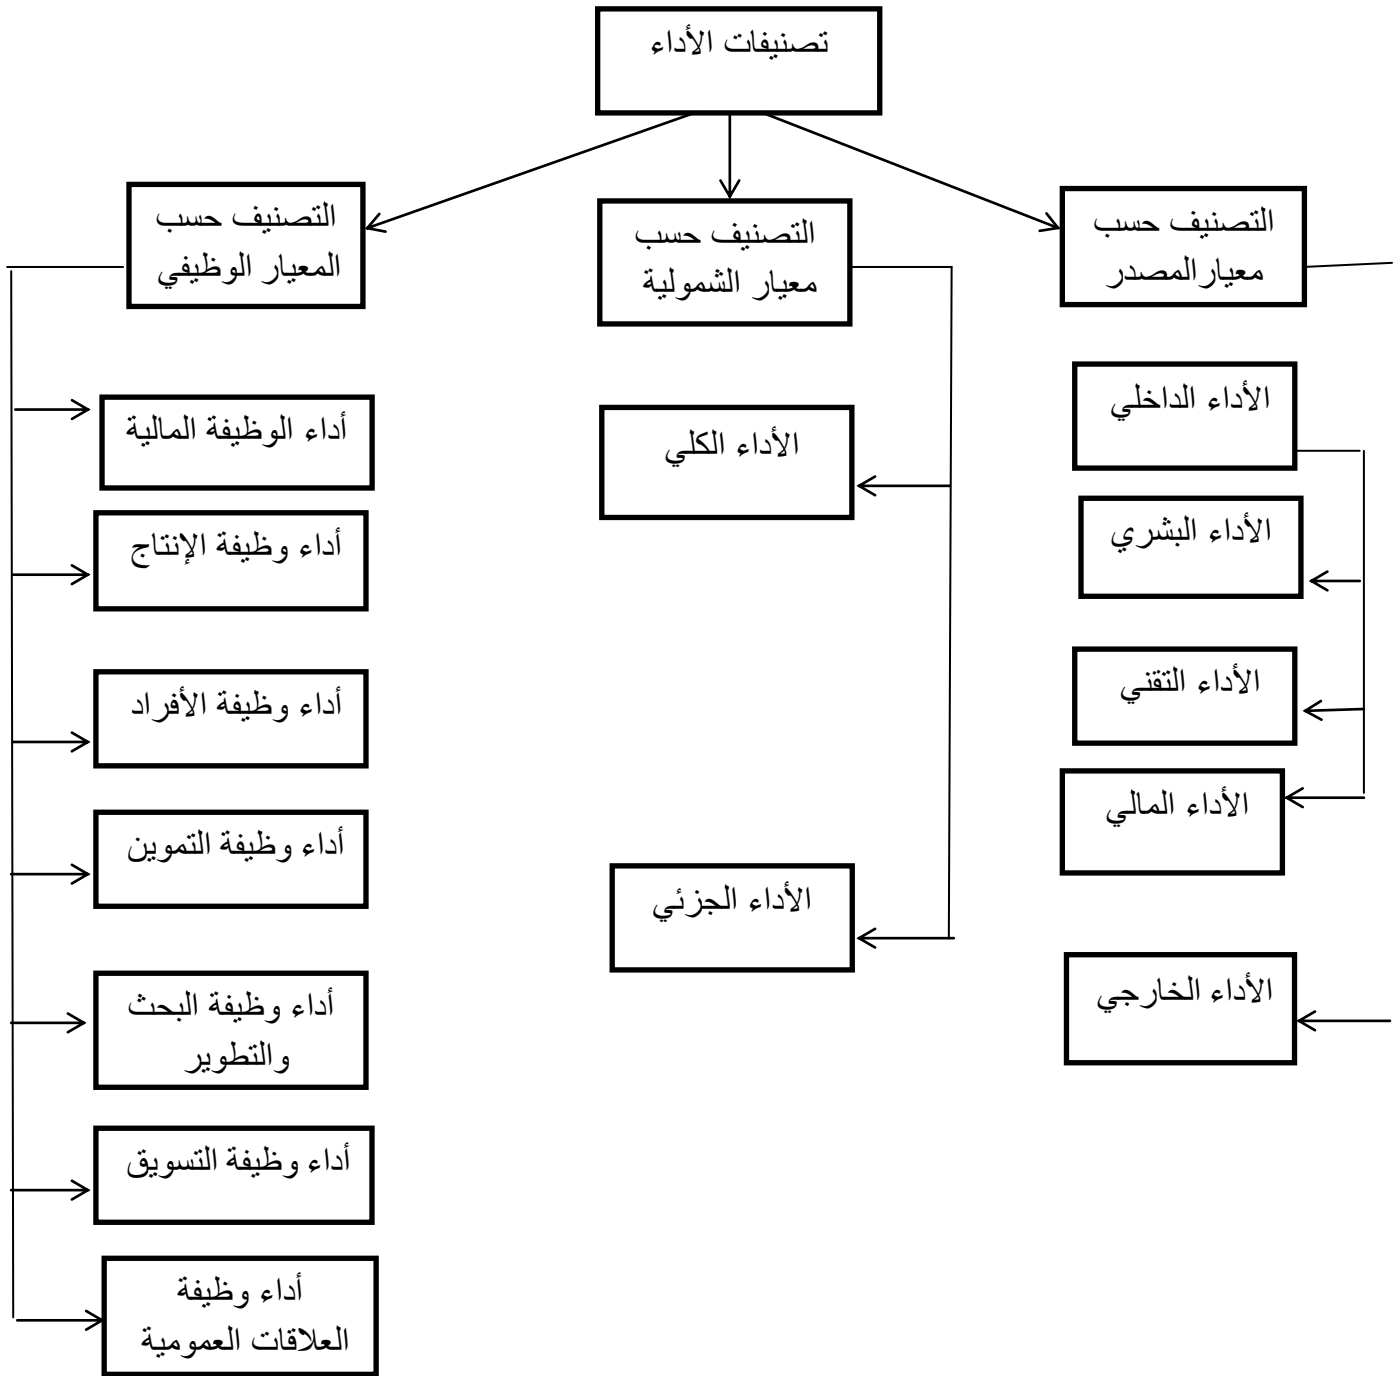 تصنيفات الأداء
التصنيف حسب
معيارالمصدر
الأداء الداخلي
الأداء البشري
الأداء التقني
الأداء المالي
الأداء الخارجي
التصنيف حسب
معيار الشمولية
الأداء الكلي
الأداء الجزئي
التصنيف حسب
المعيار الوظيفي
أداء الوظيفة المالية
أداء وظيفة الإنتاج
أداء وظيفة الأفراد
أداء وظيفة التموين
أداء وظيفة البحث
والتطوير
أداء وظيفة التسويق
أداء وظيفة
العلاقات العمومية